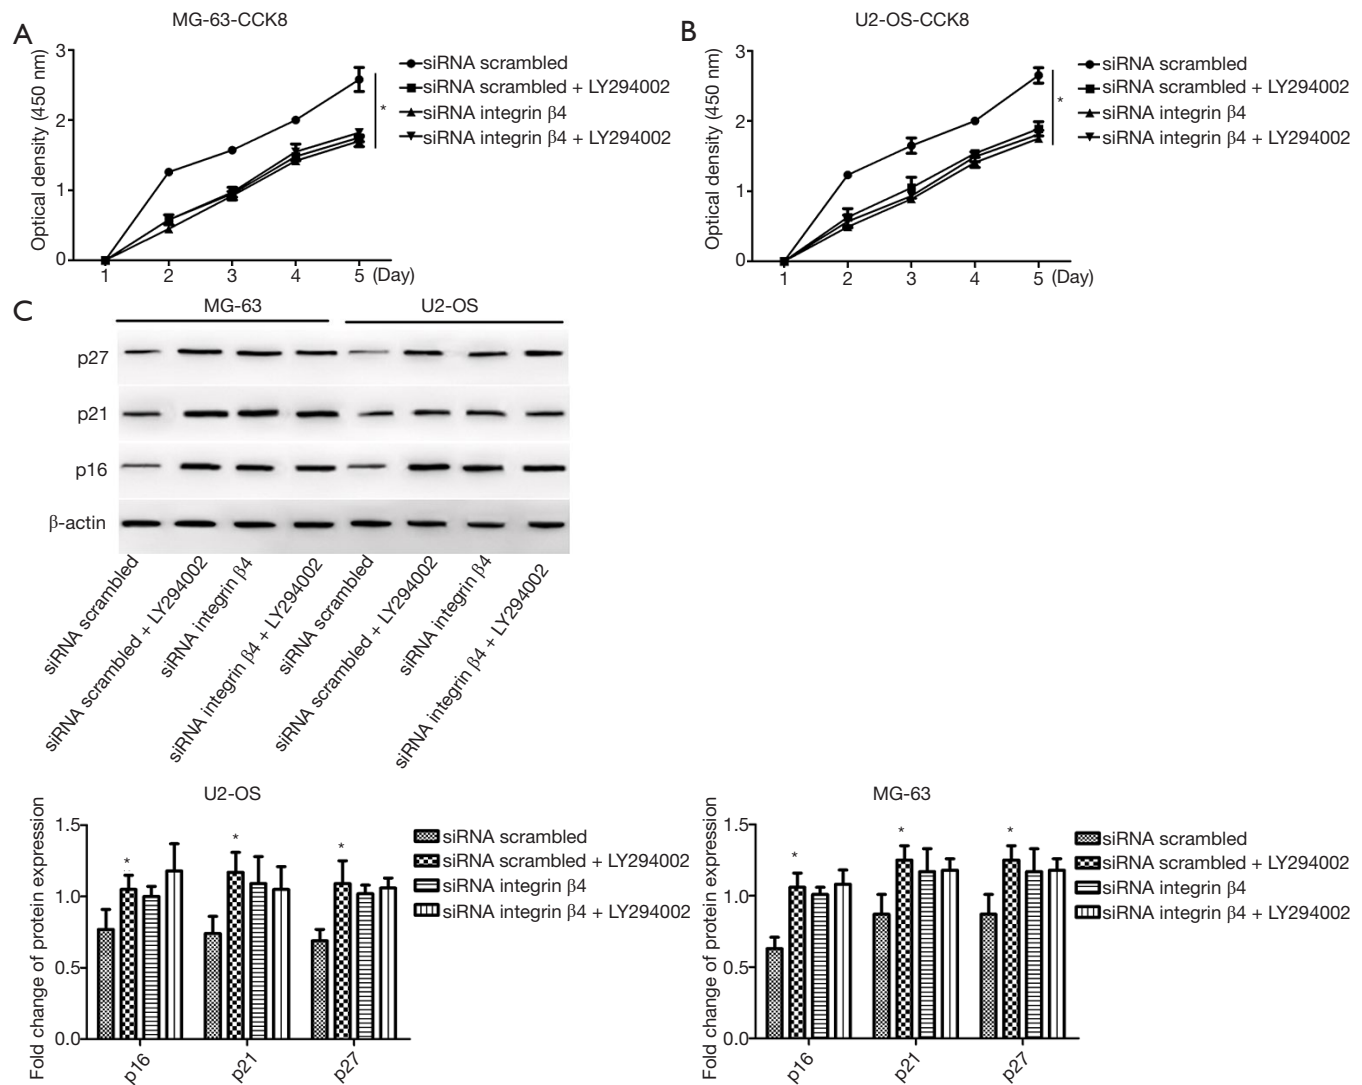 A
MG-63-CCK8
Optical density (450 nm)
3
2
1
0
1 2 3 4 5 (Day)
siRNA scrambled
siRNA scrambled + LY294002
siRNA integrin β4
siRNA integrin β4 + LY294002
*
B
U2-OS-CCK8
Optical density (450 nm)
3
2
1
0
1 2 3 4 5 (Day)
siRNA scrambled
siRNA scrambled + LY294002
siRNA integrin β4
siRNA integrin β4 + LY294002
*
C
MG-63 U2-OS
p27
p21
p16
β-actin
siRNA scrambled
siRNA scrambled + LY294002
siRNA integrin β4
siRNA integrin β4 + LY294002
siRNA scrambled
siRNA scrambled + LY294002
siRNA integrin β4
siRNA integrin β4 + LY294002
U2-OS
Fold change of protein expression
1.5
1.0
0.5
0.0
* * *
p16 p21 p27
siRNA scrambled
siRNA scrambled + LY294002
siRNA integrin β4
siRNA integrin β4 + LY294002
MG-63
Fold change of protein expression
1.5
1.0
0.5
0.0
* * *
p16 p21 p27
siRNA scrambled
siRNA scrambled + LY294002
siRNA integrin β4
siRNA integrin β4 + LY294002